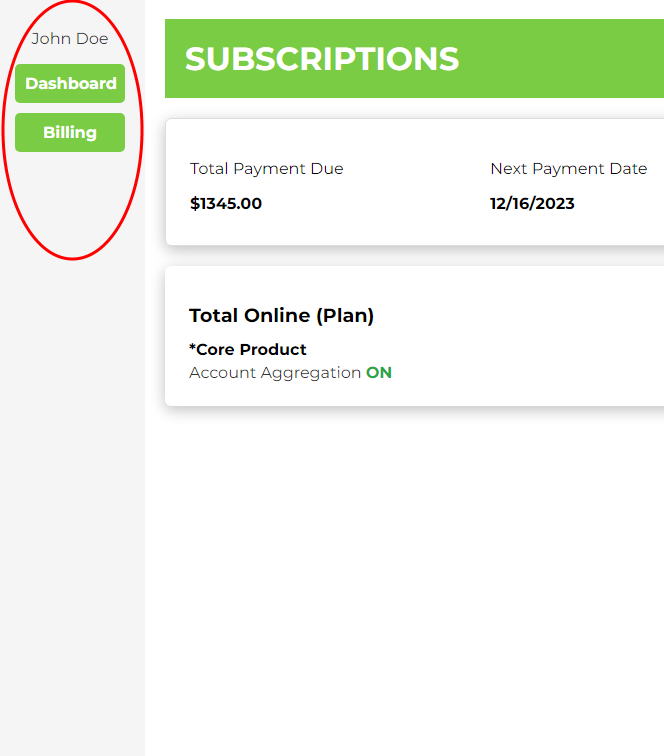 John Doe
Dashboard
Billing
SUBSCRIPTIONS
Total Payment Due
$1345.00
Next Payment Date
12/16/2023
Total Online (Plan)
*Core Product
Account Aggregation ON